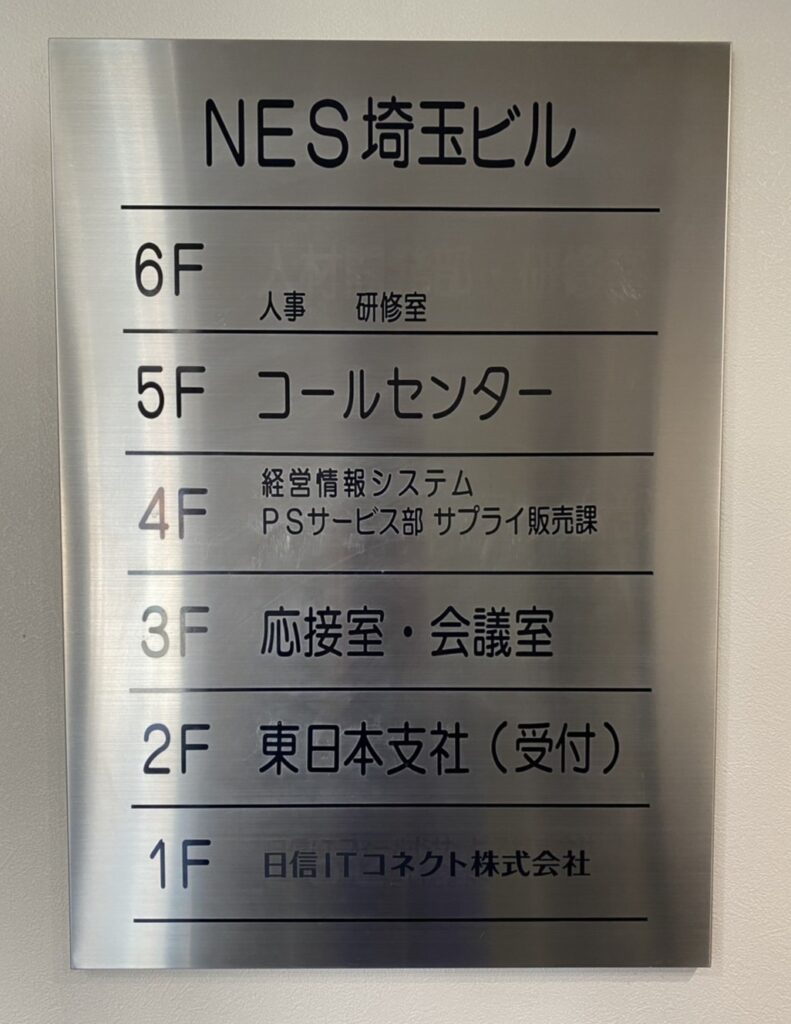 NES埼玉ビル
6F
人事 研修室
5F コールセンター
4F 経営情報システム
PSサービス部 サプライ販売課
3F 応接室・会議室
2F 東日本支社(受付)
1F 日信ITコネクト株式会社